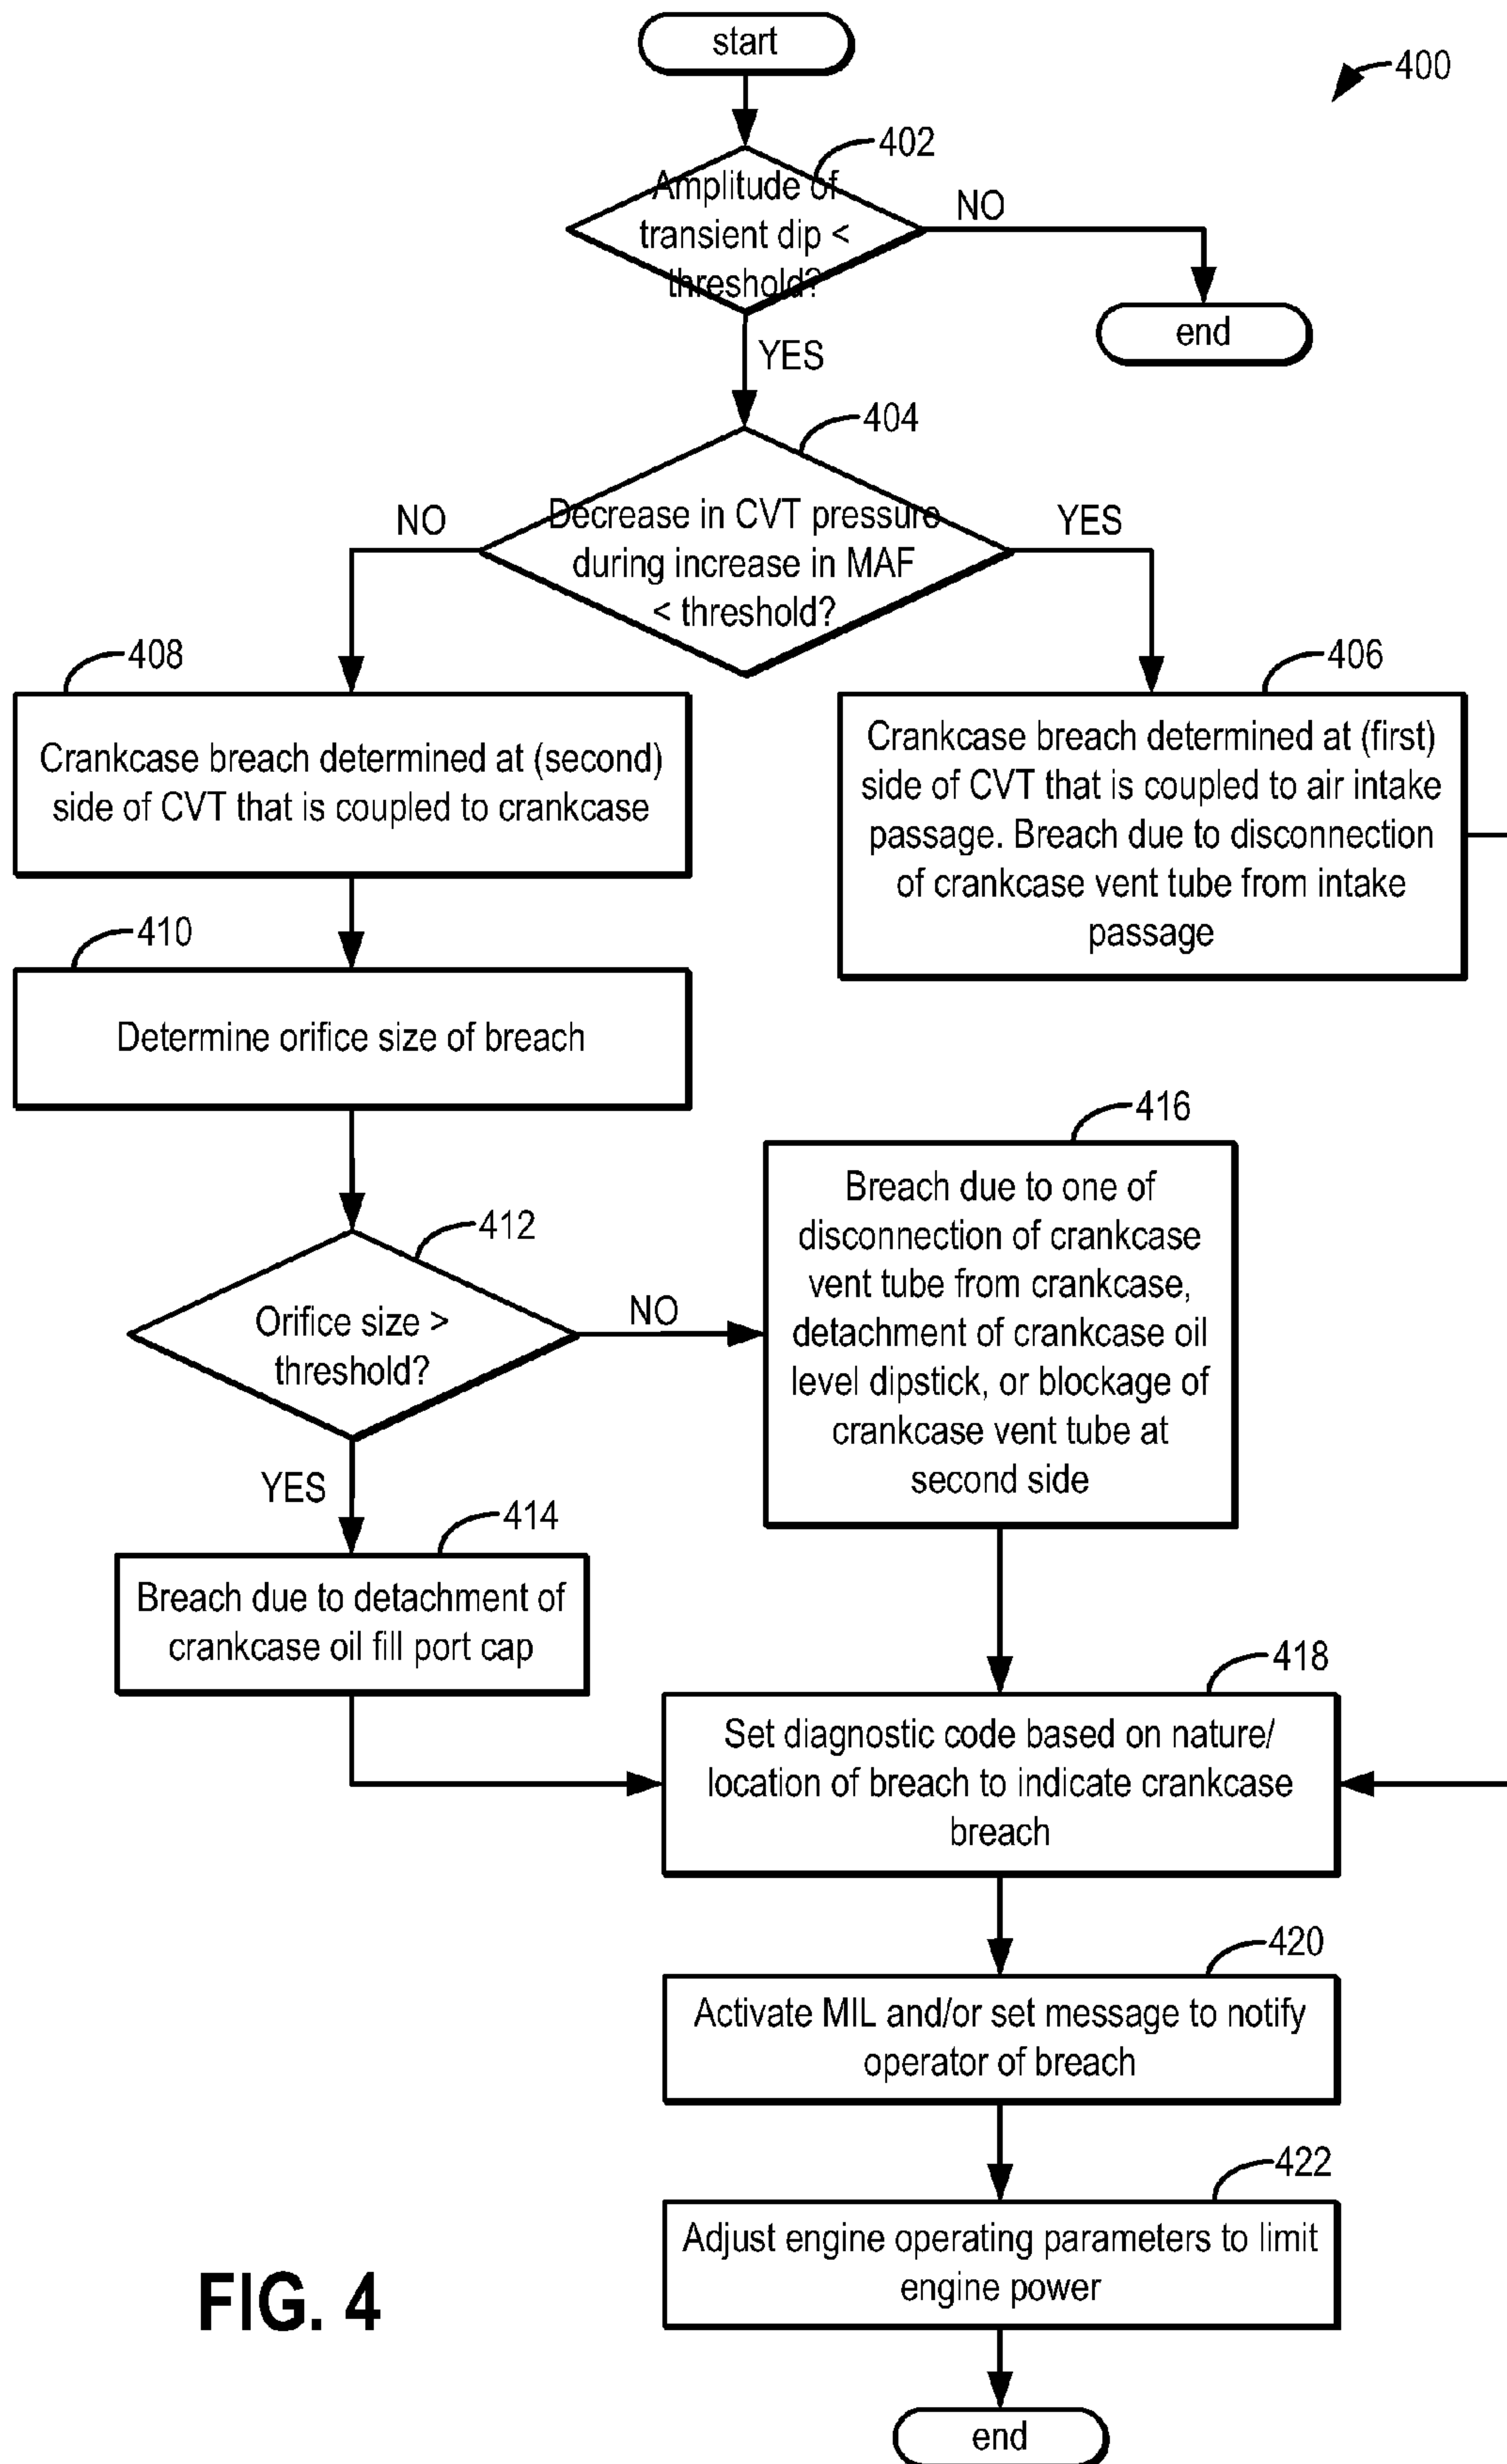 start
400
402
Amplitude of
transient dip <
threshold?
NO
end
YES
404
Decrease in CVT pressure
during increase in MAF
< threshold?
NO
YES
408
Crankcase breach determined at (second)
side of CVT that is coupled to crankcase
406
Crankcase breach determined at (first)
side of CVT that is coupled to air intake
passage. Breach due to disconnection
of crankcase vent tube from intake
passage
410
Determine orifice size of breach
412
Orifice size >
threshold?
NO
416
Breach due to one of
disconnection of crankcase
vent tube from crankcase,
detachment of crankcase oil
level dipstick, or blockage of
crankcase vent tube at
second side
YES
414
Breach due to detachment of
crankcase oil fill port cap
418
Set diagnostic code based on nature/
location of breach to indicate crankcase
breach
420
Activate MIL and/or set message to notify
operator of breach
422
Adjust engine operating parameters to limit
engine power
FIG. 4
end